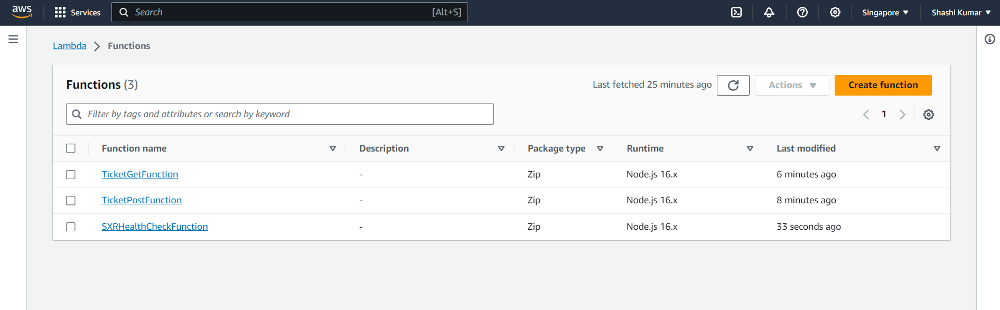 aws Services Search [Alt+S] Singapore Shashi Kumar
Lambda Functions
Functions (3) Last fetched 25 minutes ago Actions Create function
Filter by tags and attributes or search by keyword 1
Function name Description Package type Runtime Last modified
TicketGetFunction - Zip Node.js 16.x 6 minutes ago
TicketPostFunction - Zip Node.js 16.x 8 minutes ago
SXRHealthCheckFunction - Zip Node.js 16.x 33 seconds ago